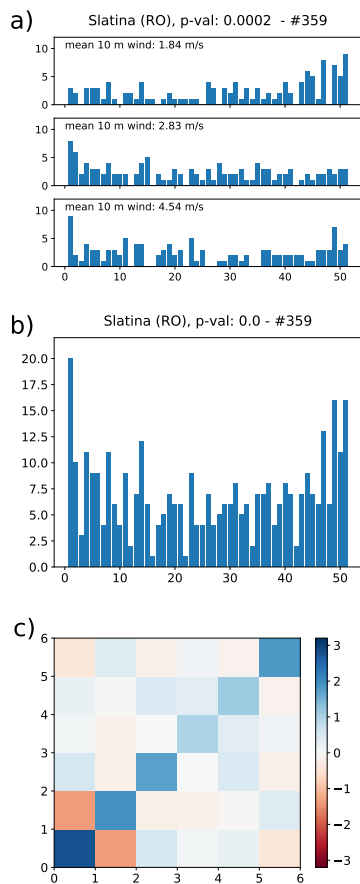 a)
Slatina (RO), p-val: 0.0002 - #359
mean 10 m wind: 1.84 m/s
10
5
0
mean 10 m wind: 2.83 m/s
10
5
0
mean 10 m wind: 4.54 m/s
10
5
0
0 10 20 30 40 50
b)
Slatina (RO), p-val: 0.0 - #359
20.0
17.5
15.0
12.5
10.0
7.5
5.0
2.5
0.0
0 10 20 30 40 50
c)
6
5
4
3
2
1
0
0 1 2 3 4 5 6
3
2
1
0
−1
−2
−3